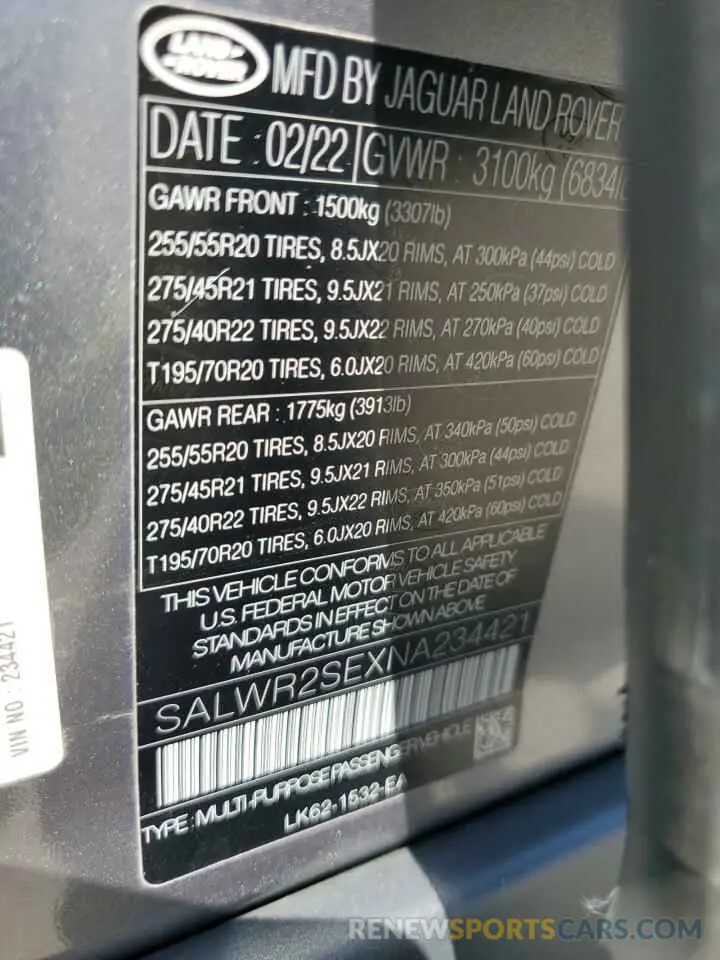 LAND
ROVER
MFD BY JAGUAR LAND ROVER
DATE : 02/22 GVWR : 3100kg (6834lb
GAWR FRONT : 1500kg (3307lb)
255/55R20 TIRES, 8.5JX20 RIMS, AT 300kPa (44psi) COLD
275/45R21 TIRES, 9.5JX21 RIMS, AT 250kPa (37psi) COLD
275/40R22 TIRES, 9.5JX22 RIMS, AT 270kPa (40psi) COLD
T195/70R20 TIRES, 6.0JX20 RIMS, AT 420kPa (60psi) COLD
GAWR REAR : 1775kg (3913lb)
255/55R20 TIRES, 8.5JX20 RIMS, AT 340kPa (50psi) COLD
275/45R21 TIRES, 9.5JX21 RIMS, AT 300kPa (44psi) COLD
275/40R22 TIRES, 9.5JX22 RIMS, AT 350kPa (51psi) COLD
T195/70R20 TIRES, 6.0JX20 RIMS, AT 420kPa (60psi) COLD
THIS VEHICLE CONFORMS TO ALL APPLICABLE
U.S. FEDERAL MOTOR VEHICLE SAFETY
STANDARDS IN EFFECT ON THE DATE OF
MANUFACTURE SHOWN ABOVE
SALWR2SEXNA234421
TYPE : MULTI-PURPOSE PASSENGER VEHICLE
LK62-1532-EA
VIN NO : 234421
RENEWSPORTSCARS.COM